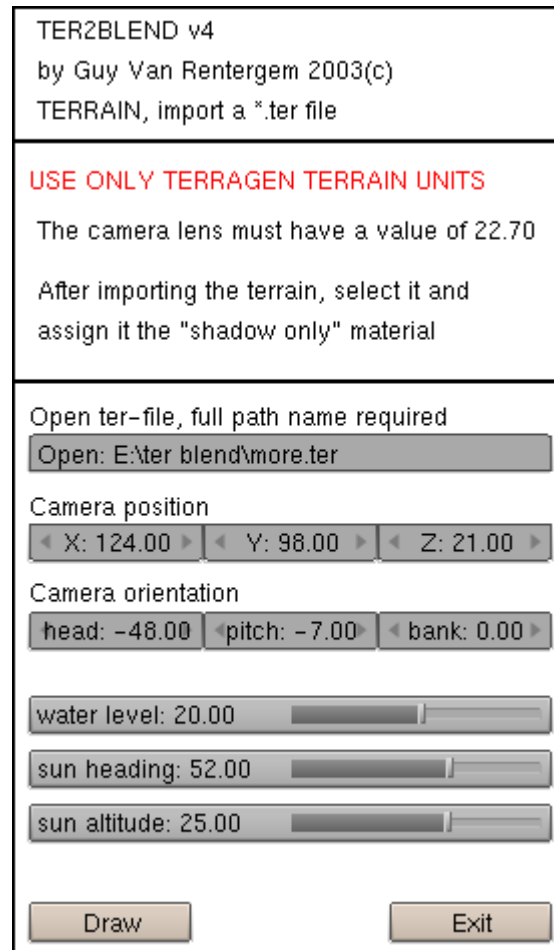 TER2BLEND v4
by Guy Van Rentergem 2003(c)
TERRAIN, import a *.ter file
USE ONLY TERRAGEN TERRAIN UNITS
The camera lens must have a value of 22.70
After importing the terrain, select it and
assign it the "shadow only" material
Open ter-file, full path name required
Open: E:\ter blend\more.ter
Camera position
X: 124.00 Y: 98.00 Z: 21.00
Camera orientation
head: -48.00 pitch: -7.00 bank: 0.00
water level: 20.00
sun heading: 52.00
sun altitude: 25.00
Draw Exit